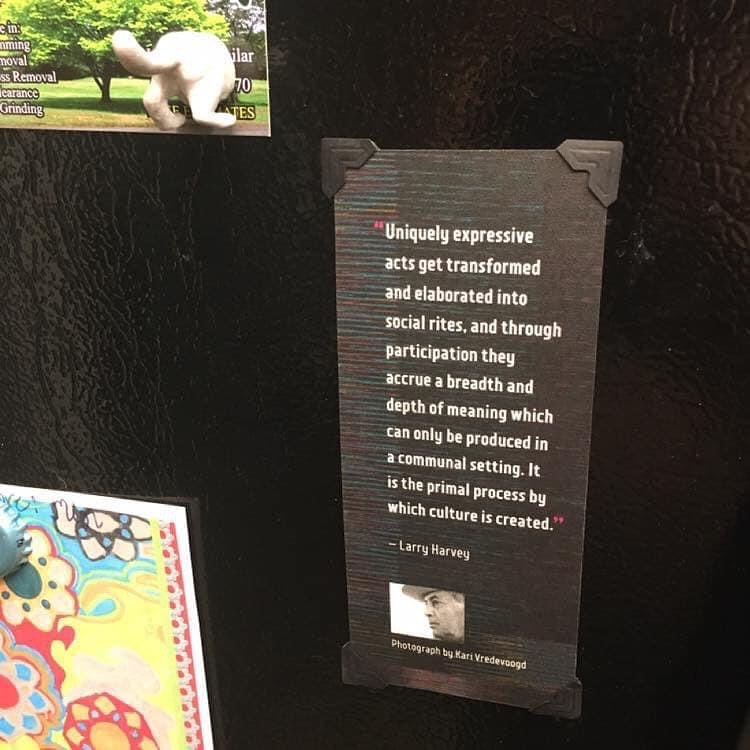 e in:
mming
moval
ss Removal
earance
Grinding
ilar
70
TES
“Uniquely expressive
acts get transformed
and elaborated into
social rites, and through
participation they
accrue a breadth and
depth of meaning which
can only be produced in
a communal setting. It
is the primal process by
which culture is created.”
– Larry Harvey
Photograph by Kari Vredevoogd